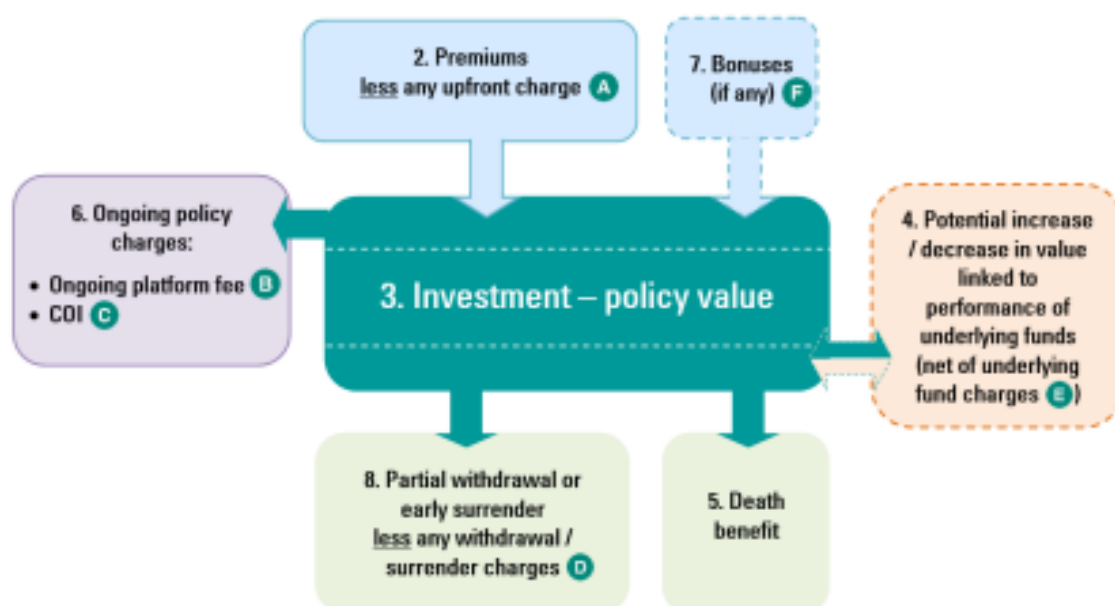 2. Premiums
less any upfront charge A
7. Bonuses
(if any) F
6. Ongoing policy
charges:
• Ongoing platform fee B
• COI C
3. Investment – policy value
4. Potential increase
/ decrease in value
linked to
performance of
underlying funds
(net of underlying
fund charges E)
8. Partial withdrawal or
early surrender
less any withdrawal /
surrender charges D
5. Death
benefit